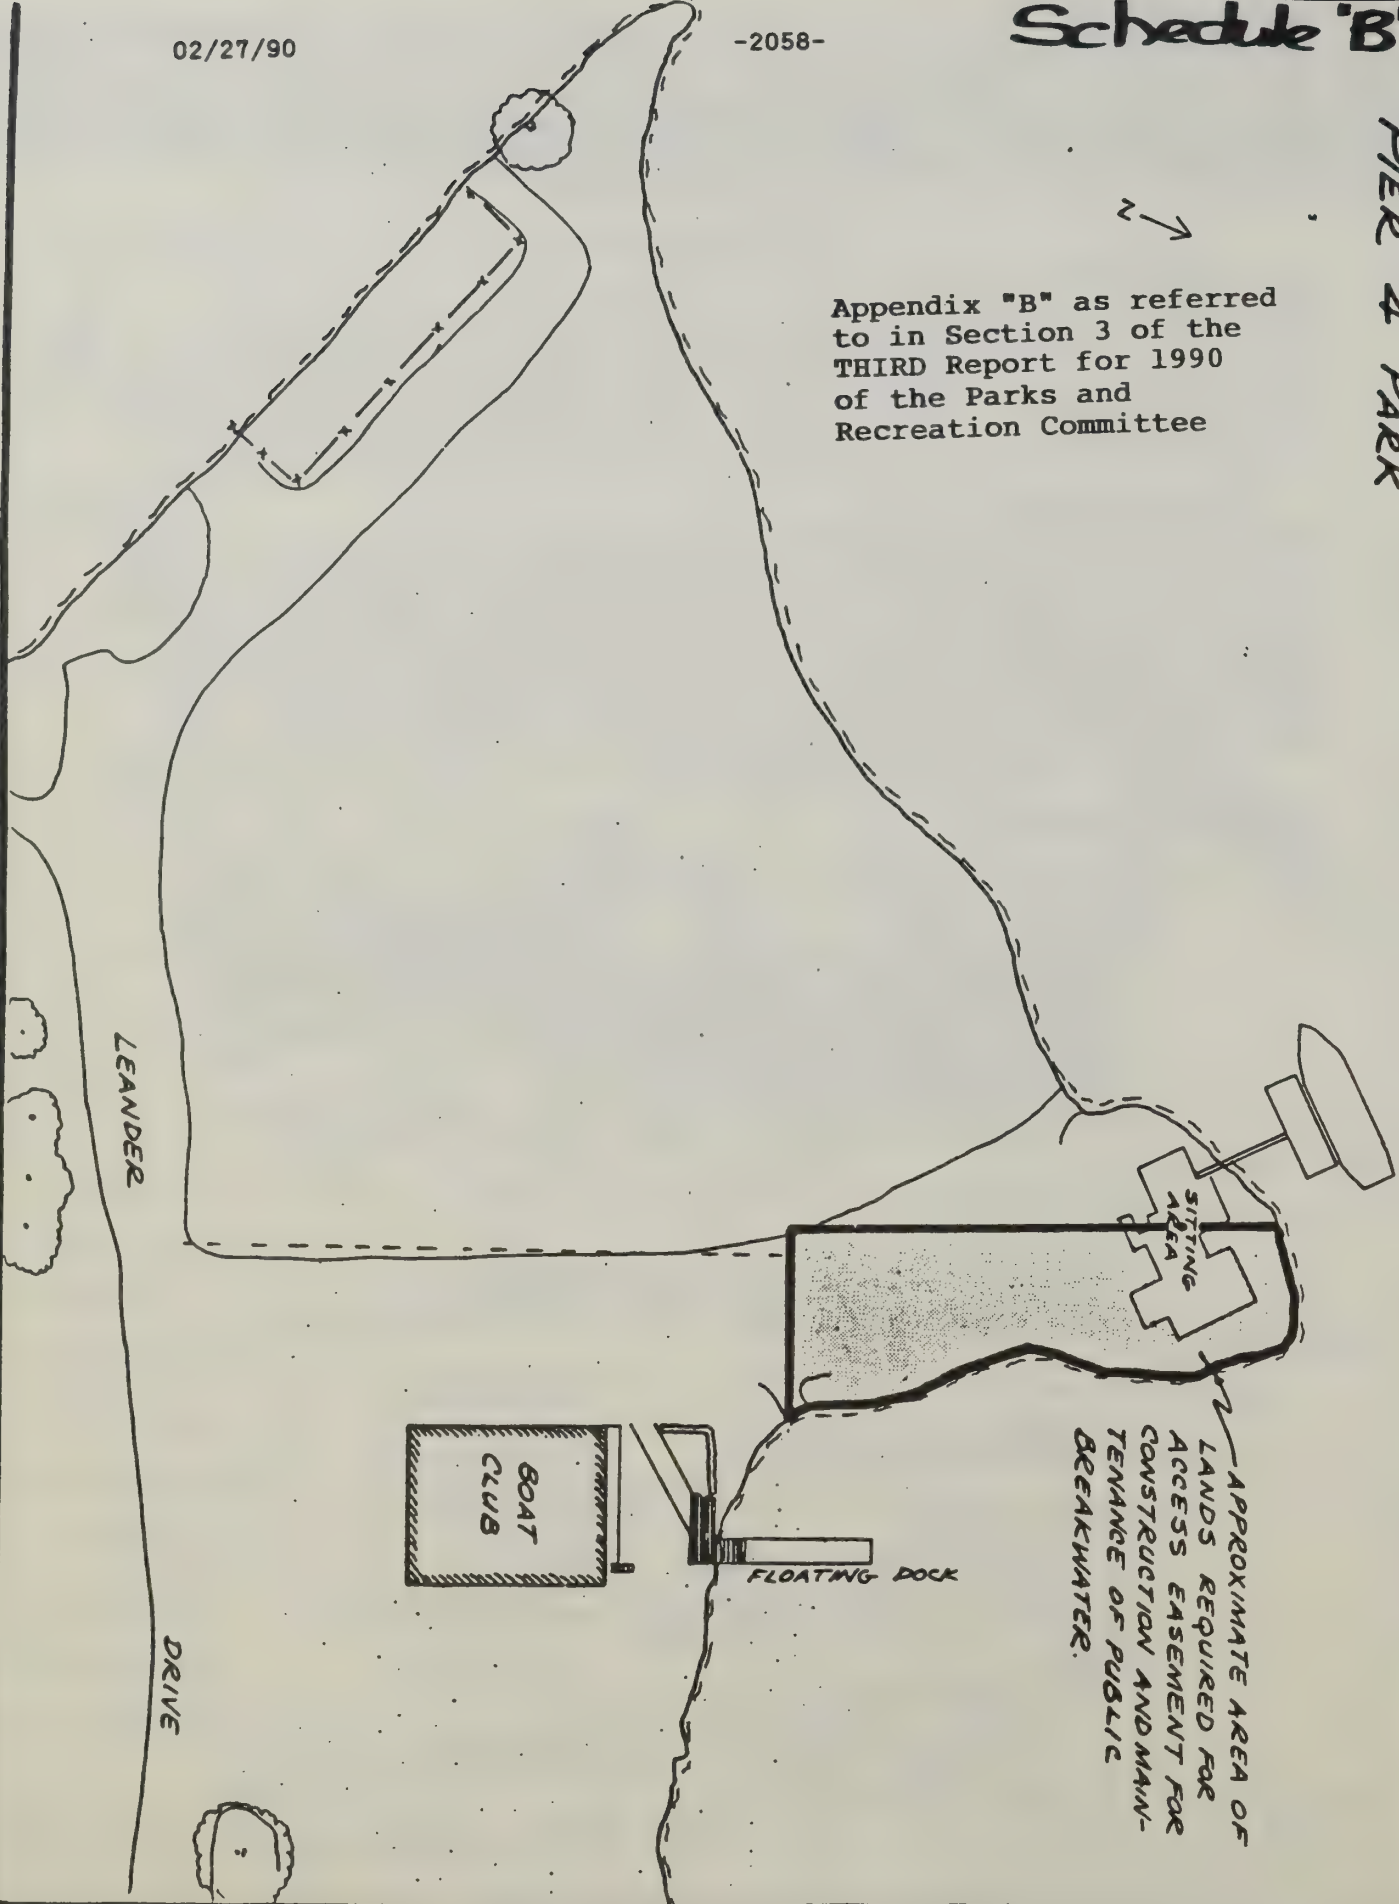 02/27/90
-2058-
Schedule "B"
PIER 4 PARK
N
Appendix "B" as referred
to in Section 3 of the
THIRD Report for 1990
of the Parks and
Recreation Committee
LEANDER
DRIVE
SITTING
AREA
BOAT
CLUB
FLOATING DOCK
APPROXIMATE AREA OF
LANDS REQUIRED FOR
ACCESS EASEMENT FOR
CONSTRUCTION AND MAIN-
TENANCE OF PUBLIC
BREAKWATER.